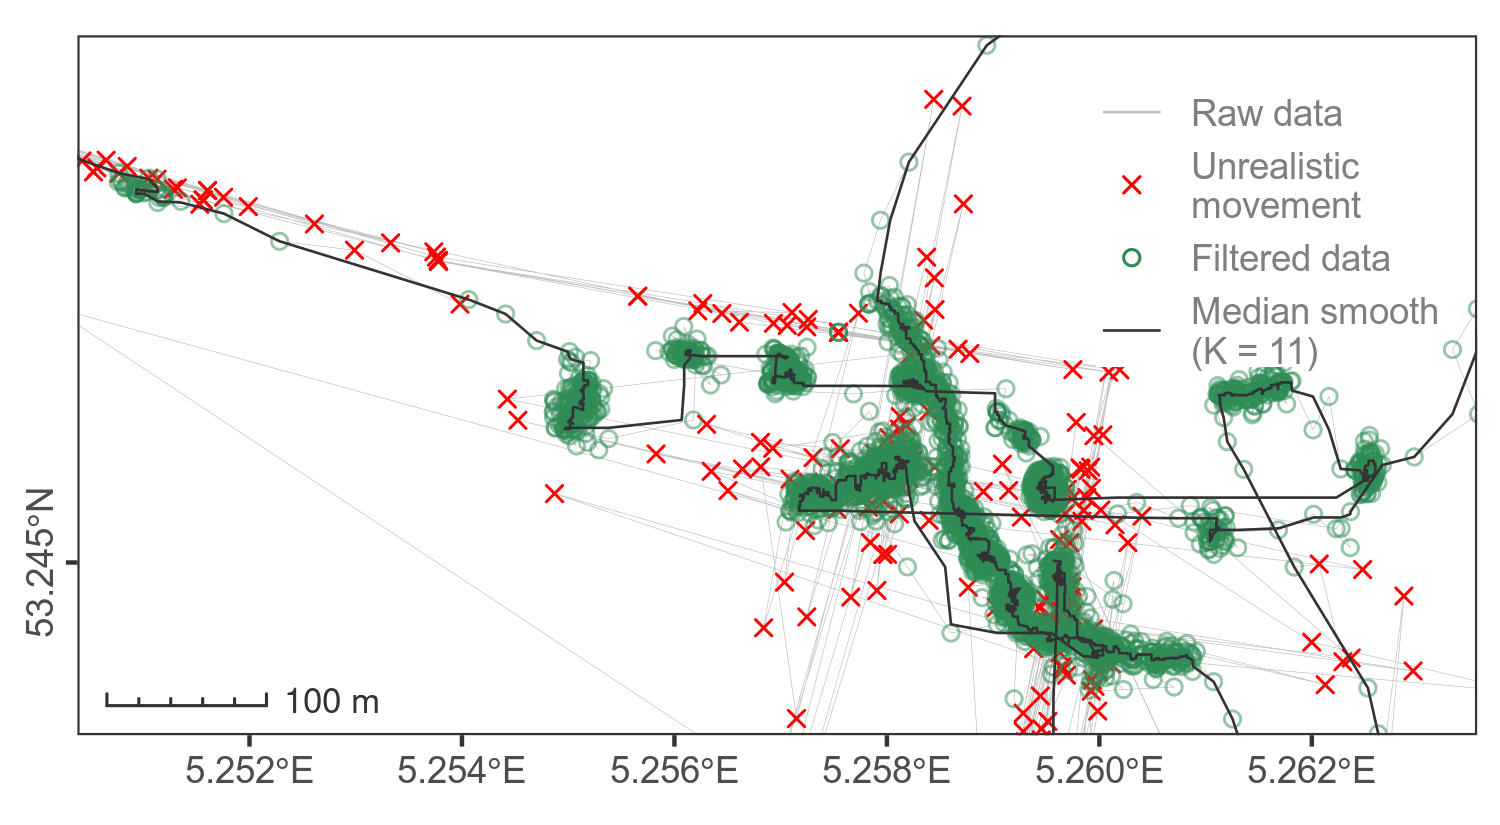 Raw data
Unrealistic
movement
Filtered data
Median smooth
(K = 11)
53.245°N
100 m
5.252°E
5.254°E
5.256°E
5.258°E
5.260°E
5.262°E